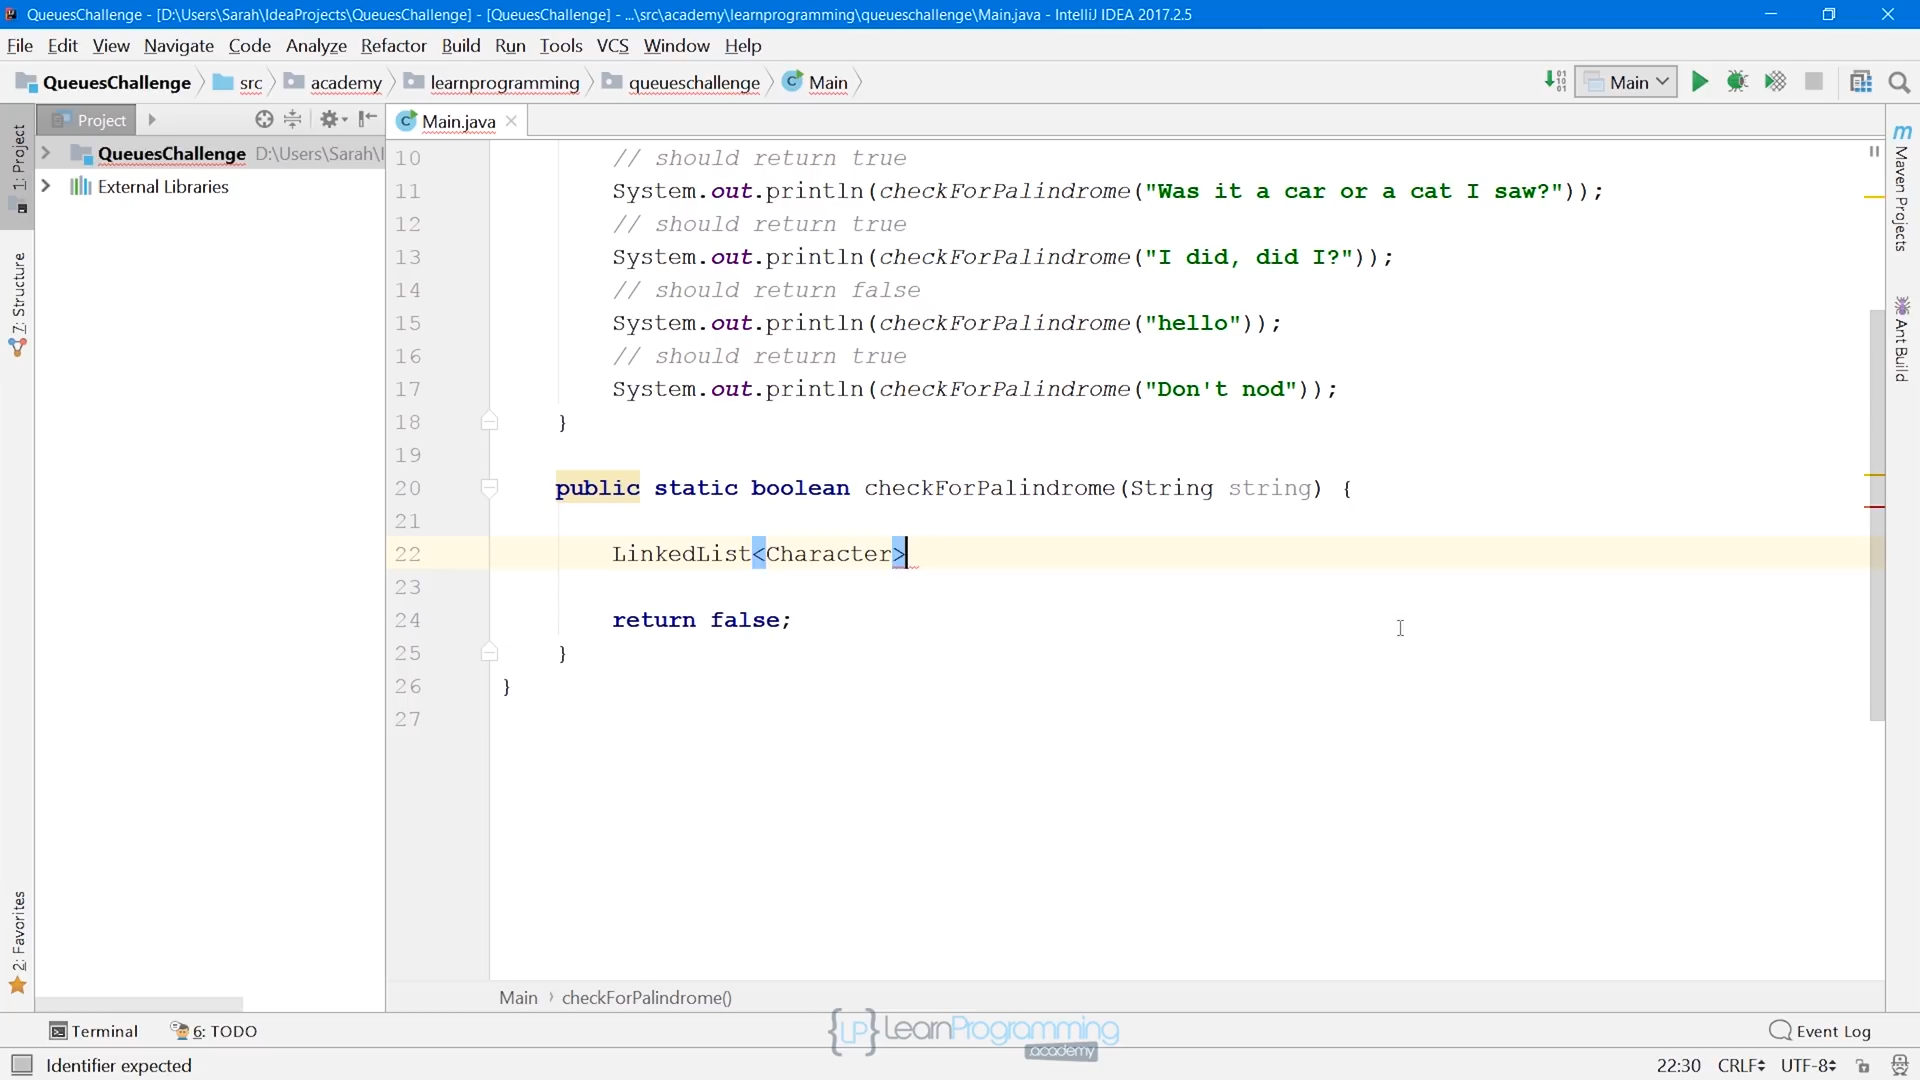 QueuesChallenge - [D:\Users\Sarah\IdeaProjects\QueuesChallenge] - [QueuesChallenge] - ...\src\academy\learnprogramming\queueschallenge\Main.java - IntelliJ IDEA 2017.2.5
File Edit View Navigate Code Analyze Refactor Build Run Tools VCS Window Help
QueuesChallenge src academy learnprogramming queueschallenge Main
Main
Project
Main.java
1: Project
7: Structure
2: Favorites
QueuesChallenge D:\Users\Sarah\I
External Libraries
10 // should return true
11 System.out.println(checkForPalindrome("Was it a car or a cat I saw?"));
12 // should return true
13 System.out.println(checkForPalindrome("I did, did I?"));
14 // should return false
15 System.out.println(checkForPalindrome("hello"));
16 // should return true
17 System.out.println(checkForPalindrome("Don't nod"));
18 }
19
20 public static boolean checkForPalindrome(String string) {
21
22 LinkedList<Character>
23
24 return false;
25 }
26 }
27
Maven Projects
Ant Build
Main › checkForPalindrome()
Terminal 6: TODO
{LP} LearnProgramming
.academy
Event Log
Identifier expected
22:30 CRLF UTF-8